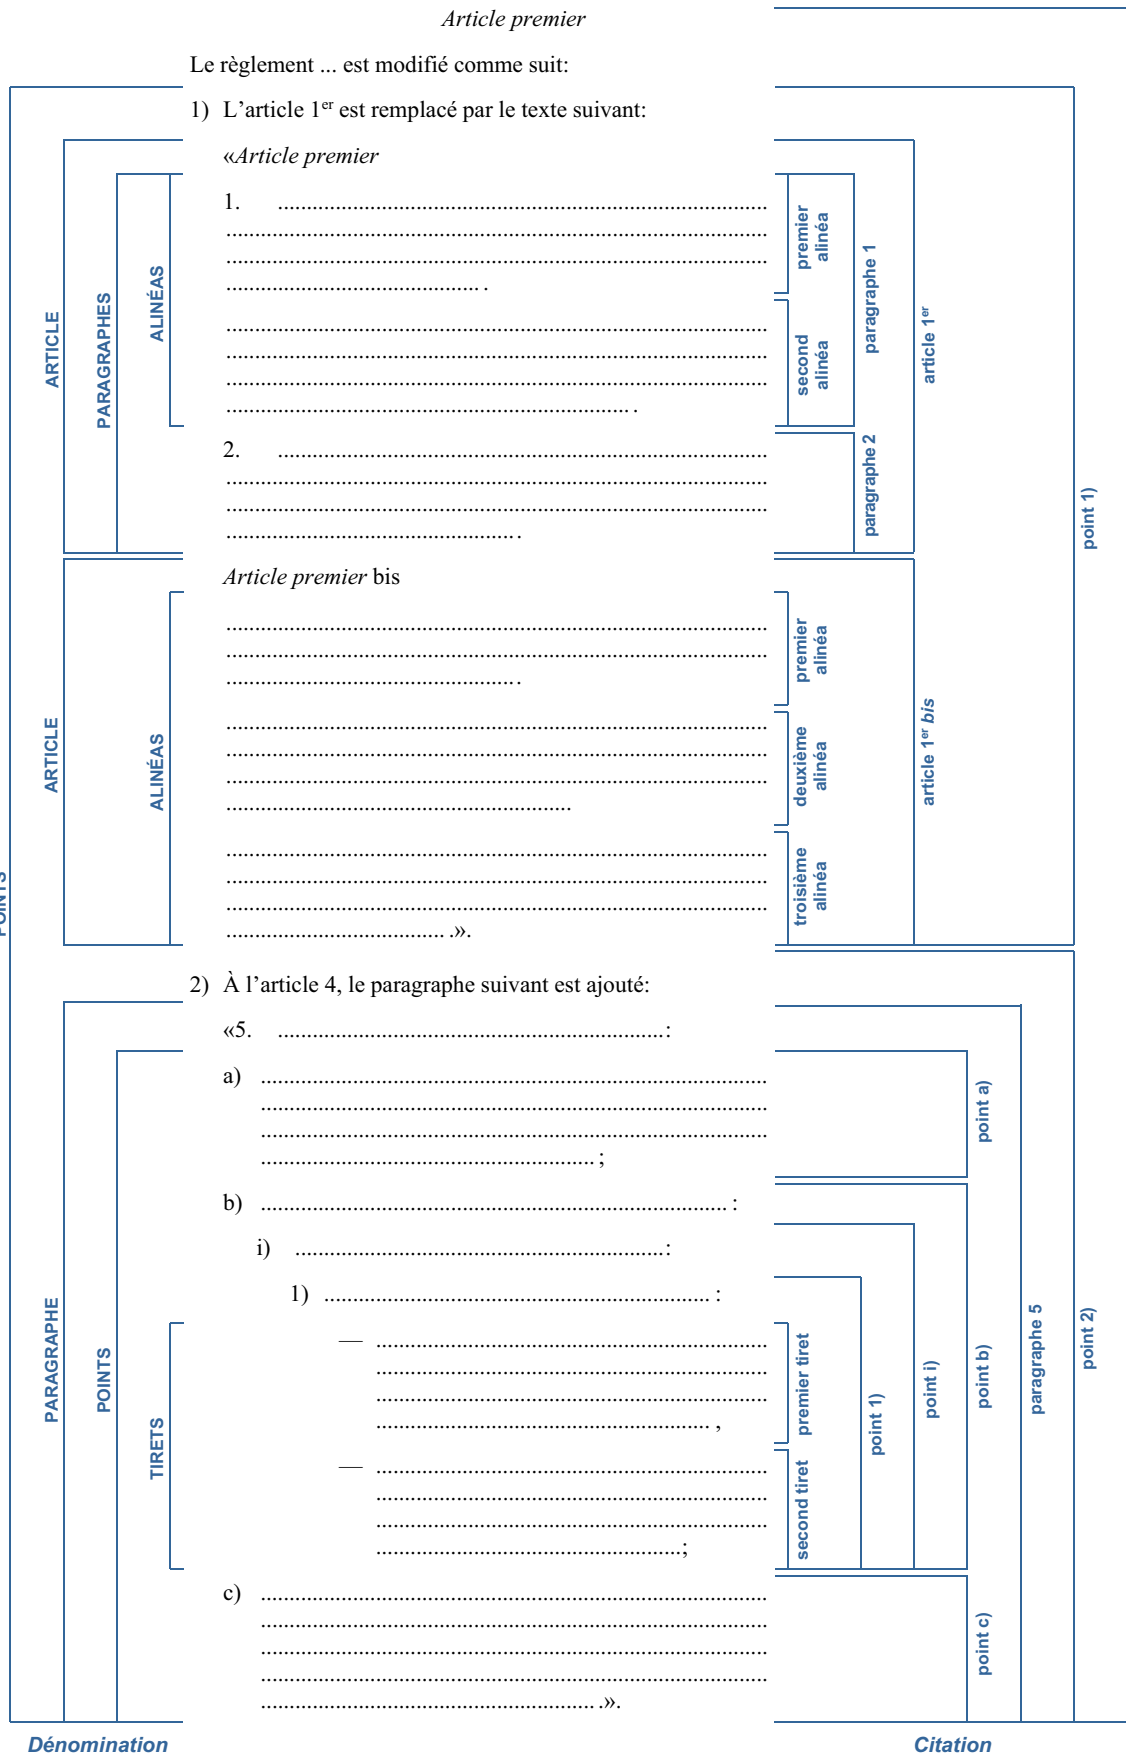 Article premier
Le règlement ... est modifié comme suit:
1) L’article 1er est remplacé par le texte suivant:
«Article premier
1. ....................................................................................
.............................................................................................
.............................................................................................
............................................ .
.............................................................................................
.............................................................................................
.............................................................................................
...................................................................... .
2. ....................................................................................
.............................................................................................
.............................................................................................
.................................................. .
Article premier bis
.............................................................................................
.............................................................................................
.................................................. .
.............................................................................................
.............................................................................................
.............................................................................................
...........................................................
.............................................................................................
.............................................................................................
.............................................................................................
...................................... .».
2) À l’article 4, le paragraphe suivant est ajouté:
«5. .................................................................. :
a) .......................................................................................
.......................................................................................
.......................................................................................
.......................................................... ;
b) ................................................................................ :
i) ............................................................... :
1) .................................................................. :
— ...................................................................
...................................................................
...................................................................
......................................................... ,
— ...................................................................
...................................................................
...................................................................
....................................................;
c) .......................................................................................
.......................................................................................
.......................................................................................
.......................................................................................
.......................................................... .».
POINTS
ARTICLE
PARAGRAPHES
ALINÉAS
ARTICLE
ALINÉAS
PARAGRAPHE
POINTS
TIRETS
premier
alinéa
second
alinéa
paragraphe 1
paragraphe 2
article 1er
premier
alinéa
deuxième
alinéa
troisième
alinéa
article 1er bis
point 1)
point a)
premier tiret
second tiret
point 1)
point i)
point b)
point c)
paragraphe 5
point 2)
Dénomination
Citation